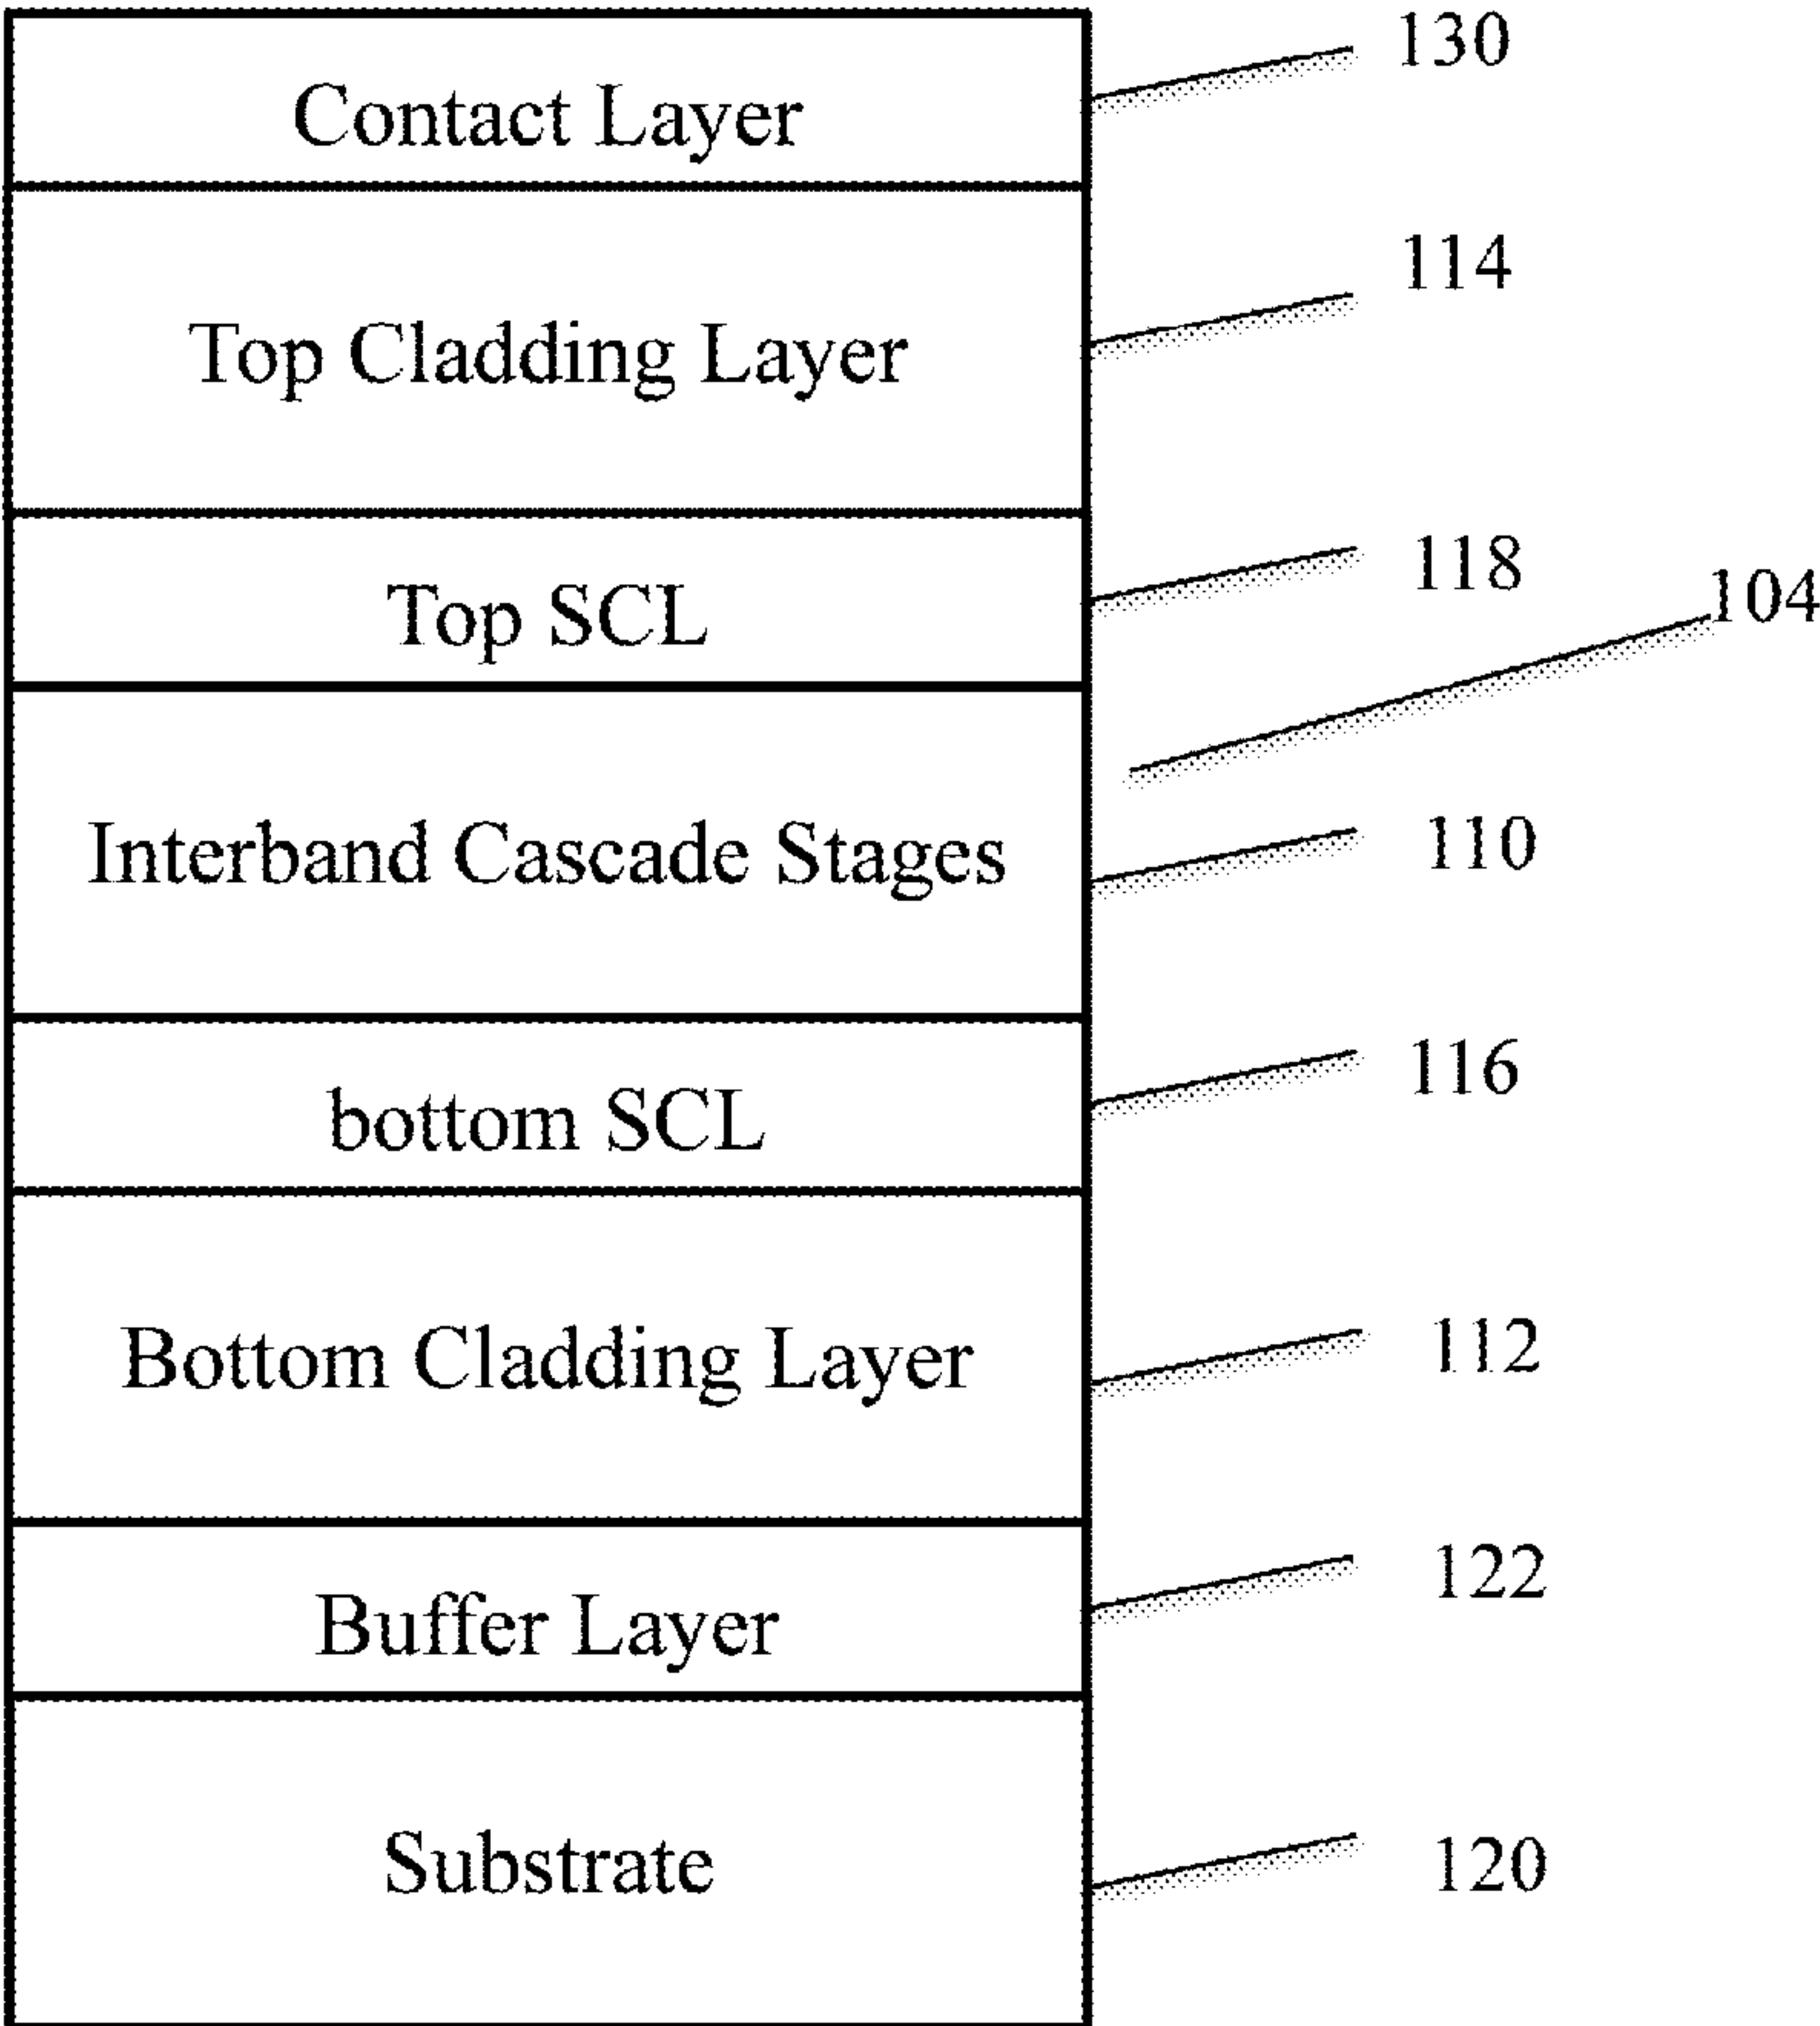 Contact Layer 130
Top Cladding Layer 114
Top SCL 118
104
Interband Cascade Stages 110
bottom SCL 116
Bottom Cladding Layer 112
Buffer Layer 122
Substrate 120